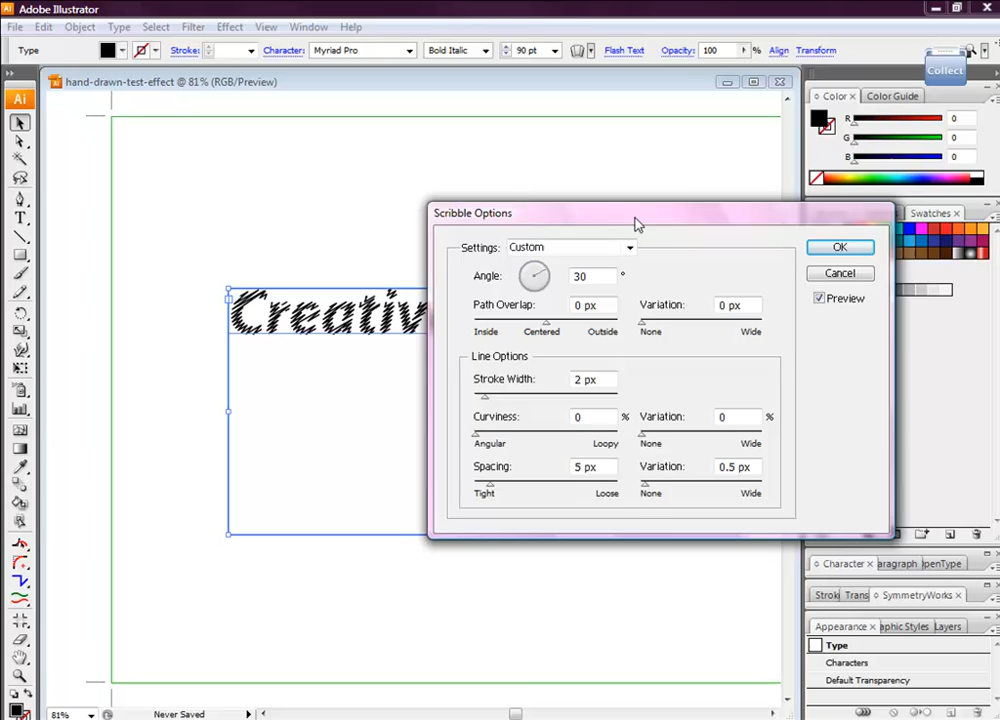 Adobe Illustrator
File Edit Object Type Select Filter Effect View Window Help
Type Stroke: Character: Myriad Pro Bold Italic 90 pt Flash Text Opacity: 100 % Align Transform
Collect
hand-drawn-test-effect @ 81% (RGB/Preview)
Color Color Guide
R 0
G 0
B 0
Ai
Swatches
Scribble Options
Settings: Custom
OK
Angle: 30 °
Cancel
Path Overlap: 0 px Variation: 0 px
Preview
Inside Centered Outside None Wide
Line Options
Stroke Width: 2 px
Curviness: 0 % Variation: 0 %
Angular Loopy None Wide
Spacing: 5 px Variation: 0.5 px
Tight Loose None Wide
Creativ
Character aragraph OpenType
Strok Trans SymmetryWorks
Appearance raphic Styles Layers
Type
Characters
Default Transparency
81% Never Saved